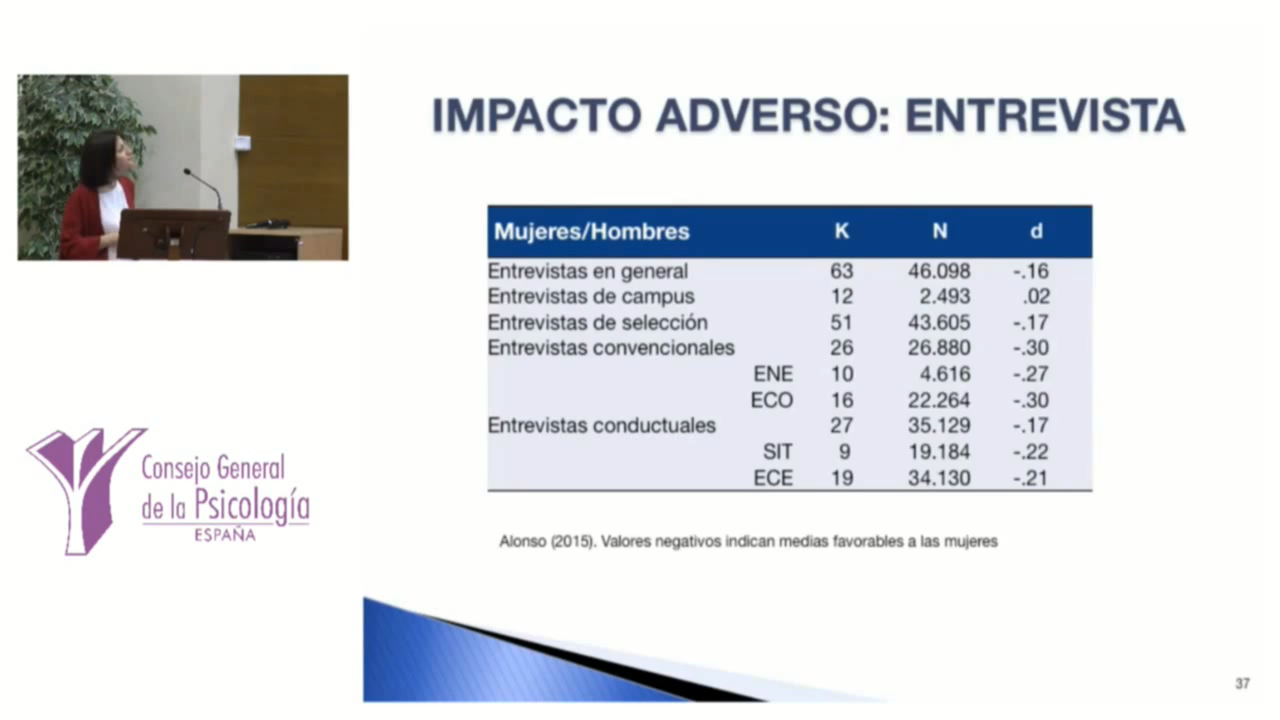 IMPACTO ADVERSO: ENTREVISTA
Mujeres/Hombres K N d
Entrevistas en general 63 46.098 -.16
Entrevistas de campus 12 2.493 .02
Entrevistas de selección 51 43.605 -.17
Entrevistas convencionales 26 26.880 -.30
ENE 10 4.616 -.27
ECO 16 22.264 -.30
Entrevistas conductuales 27 35.129 -.17
SIT 9 19.184 -.22
ECE 19 34.130 -.21
Alonso (2015). Valores negativos indican medias favorables a las mujeres
Consejo General
de la Psicología
ESPAÑA
37